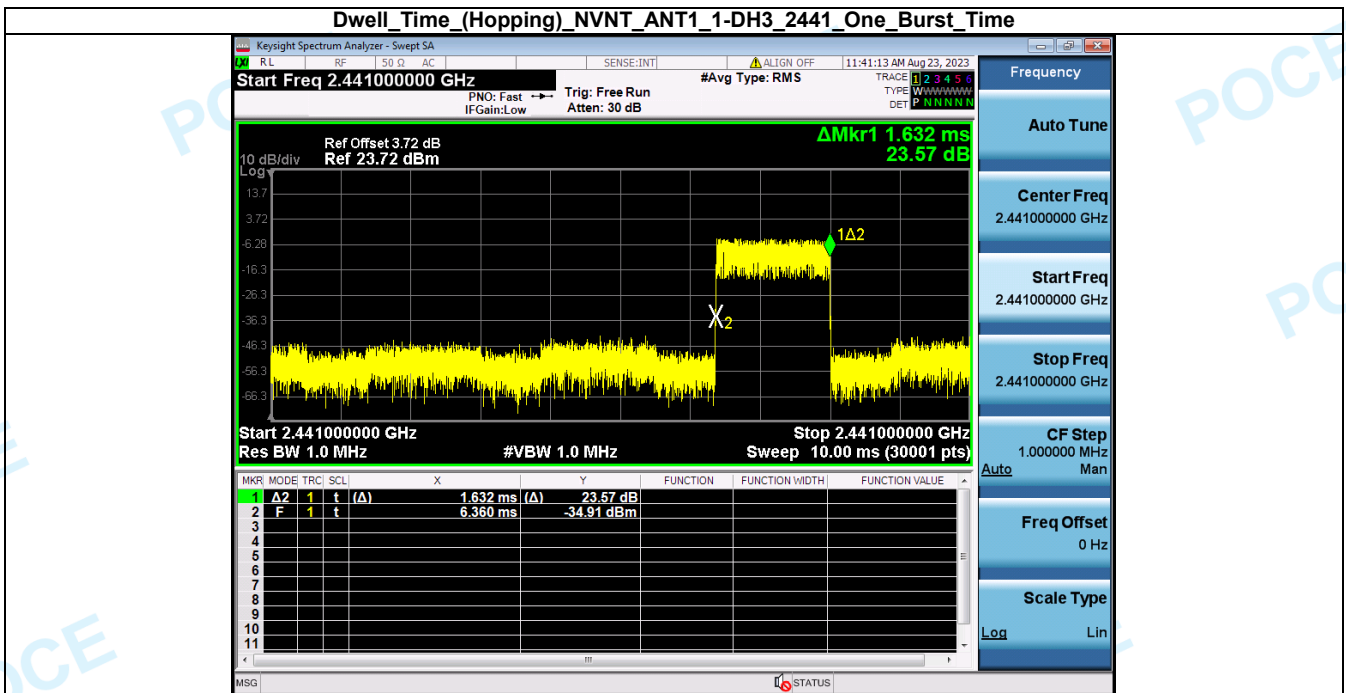 Dwell_Time_(Hopping)_NVNT_ANT1_1-DH3_2441_One_Burst_Time
Keysight Spectrum Analyzer - Swept SA
LXI RL RF 50 Ω AC SENSE:INT ALIGN OFF 11:41:13 AM Aug 23, 2023
Start Freq 2.441000000 GHz
#Avg Type: RMS
TRACE 1 2 3 4 5 6
PNO: Fast Trig: Free Run
TYPE WWWWWW
IFGain:Low Atten: 30 dB
DET P N N N N N
Frequency
ΔMkr1 1.632 ms
23.57 dB
Ref Offset 3.72 dB
10 dB/div Ref 23.72 dBm
Log
13.7
3.72
-6.28
-16.3
-26.3
-36.3
-46.3
-56.3
-66.3
1Δ2
X2
Start 2.441000000 GHz Stop 2.441000000 GHz
Res BW 1.0 MHz #VBW 1.0 MHz Sweep 10.00 ms (30001 pts)
MKR MODE TRC SCL X Y FUNCTION FUNCTION WIDTH FUNCTION VALUE
1 Δ2 1 t (Δ) 1.632 ms (Δ) 23.57 dB
2 F 1 t 6.360 ms -34.91 dBm
3
4
5
6
7
8
9
10
11
MSG STATUS
Auto Tune
Center Freq
2.441000000 GHz
Start Freq
2.441000000 GHz
Stop Freq
2.441000000 GHz
CF Step
1.000000 MHz
Auto Man
Freq Offset
0 Hz
Scale Type
Log Lin
POCE
POCE